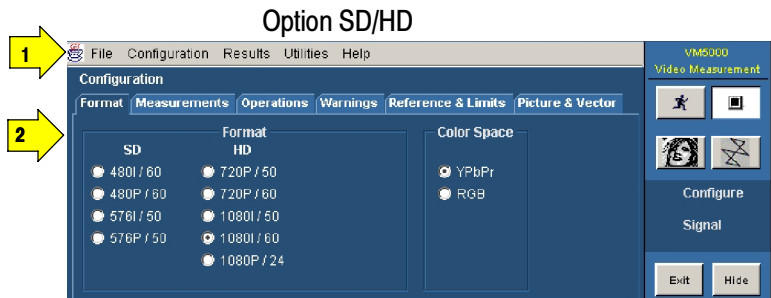 Option SD/HD
1
File Configuration Results Utilities Help
VM5000
Video Measurement
Configuration
Format Measurements Operations Warnings Reference & Limits Picture & Vector
2
Format
Color Space
SD HD
480I / 60 720P / 50
YPbPr
480P / 60 720P / 60
RGB
576I / 50 1080I / 50
576P / 50 1080I / 60
1080P / 24
Configure
Signal
Exit Hide